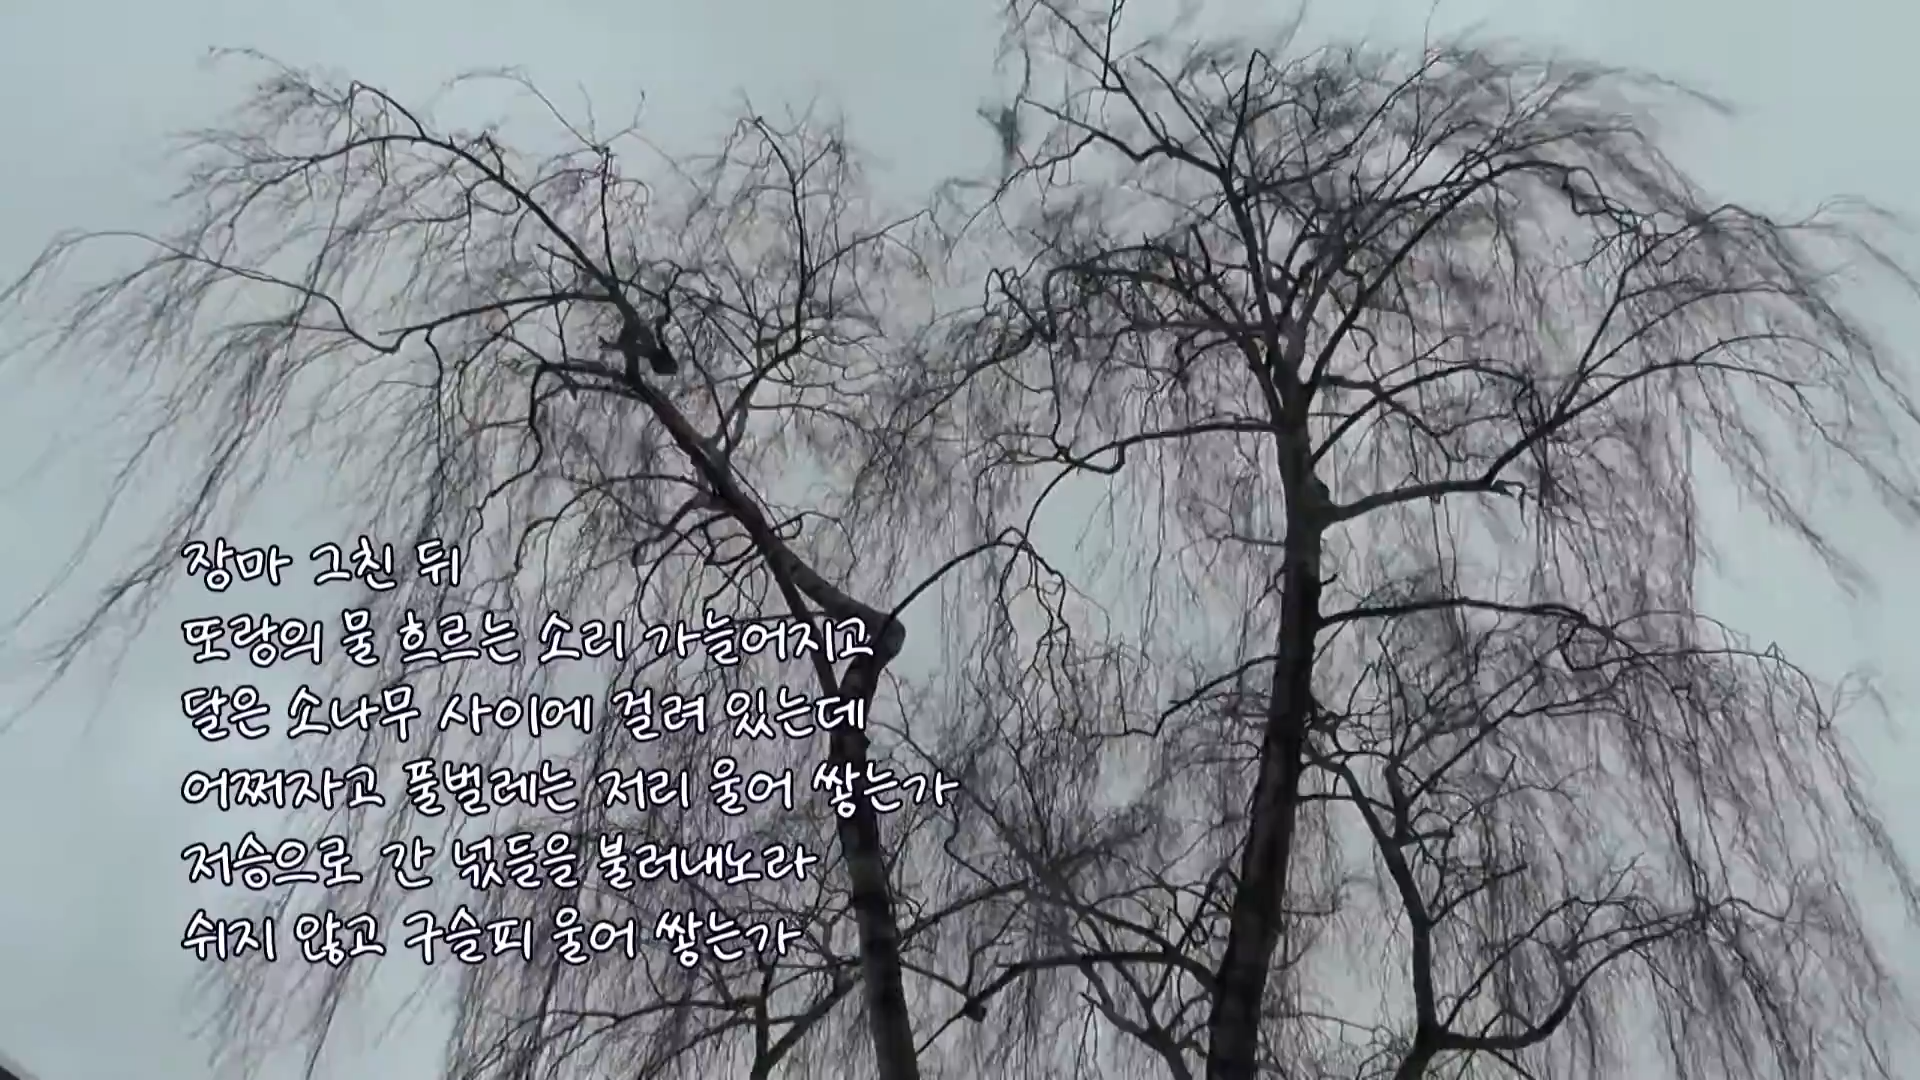 장마 그친 뒤
또랑의 물 흐르는 소리 가늘어지고
달은 소나무 사이에 걸려 있는데
어쩌자고 풀벌레는 저리 울어 쌓는가
저승으로 간 넋들을 불러내노라
쉬지 않고 구슬피 울어 쌓는가